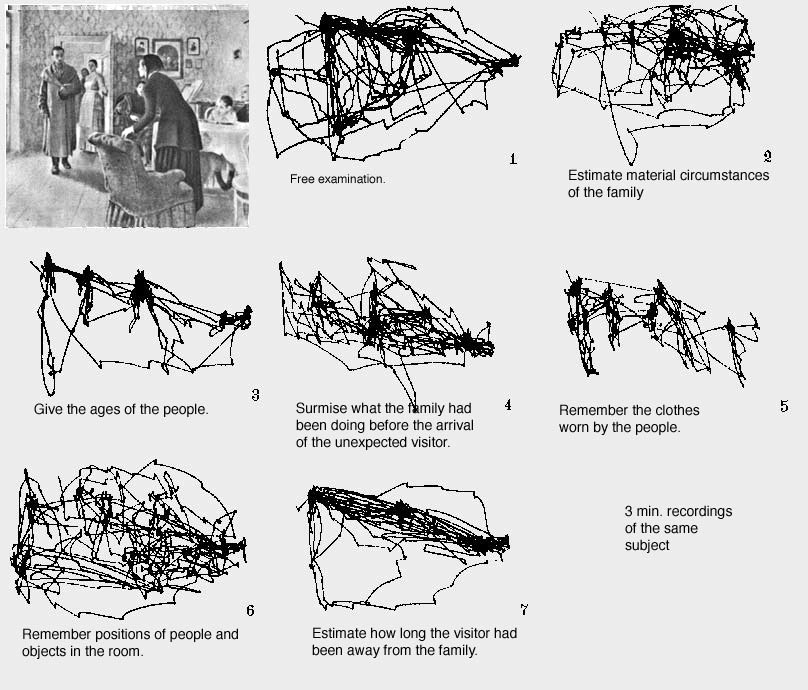 1
Free examination.
2
Estimate material circumstances
of the family
3
Give the ages of the people.
4
Surmise what the family had
been doing before the arrival
of the unexpected visitor.
5
Remember the clothes
worn by the people.
6
Remember positions of people and
objects in the room.
7
Estimate how long the visitor had
been away from the family.
3 min. recordings
of the same
subject